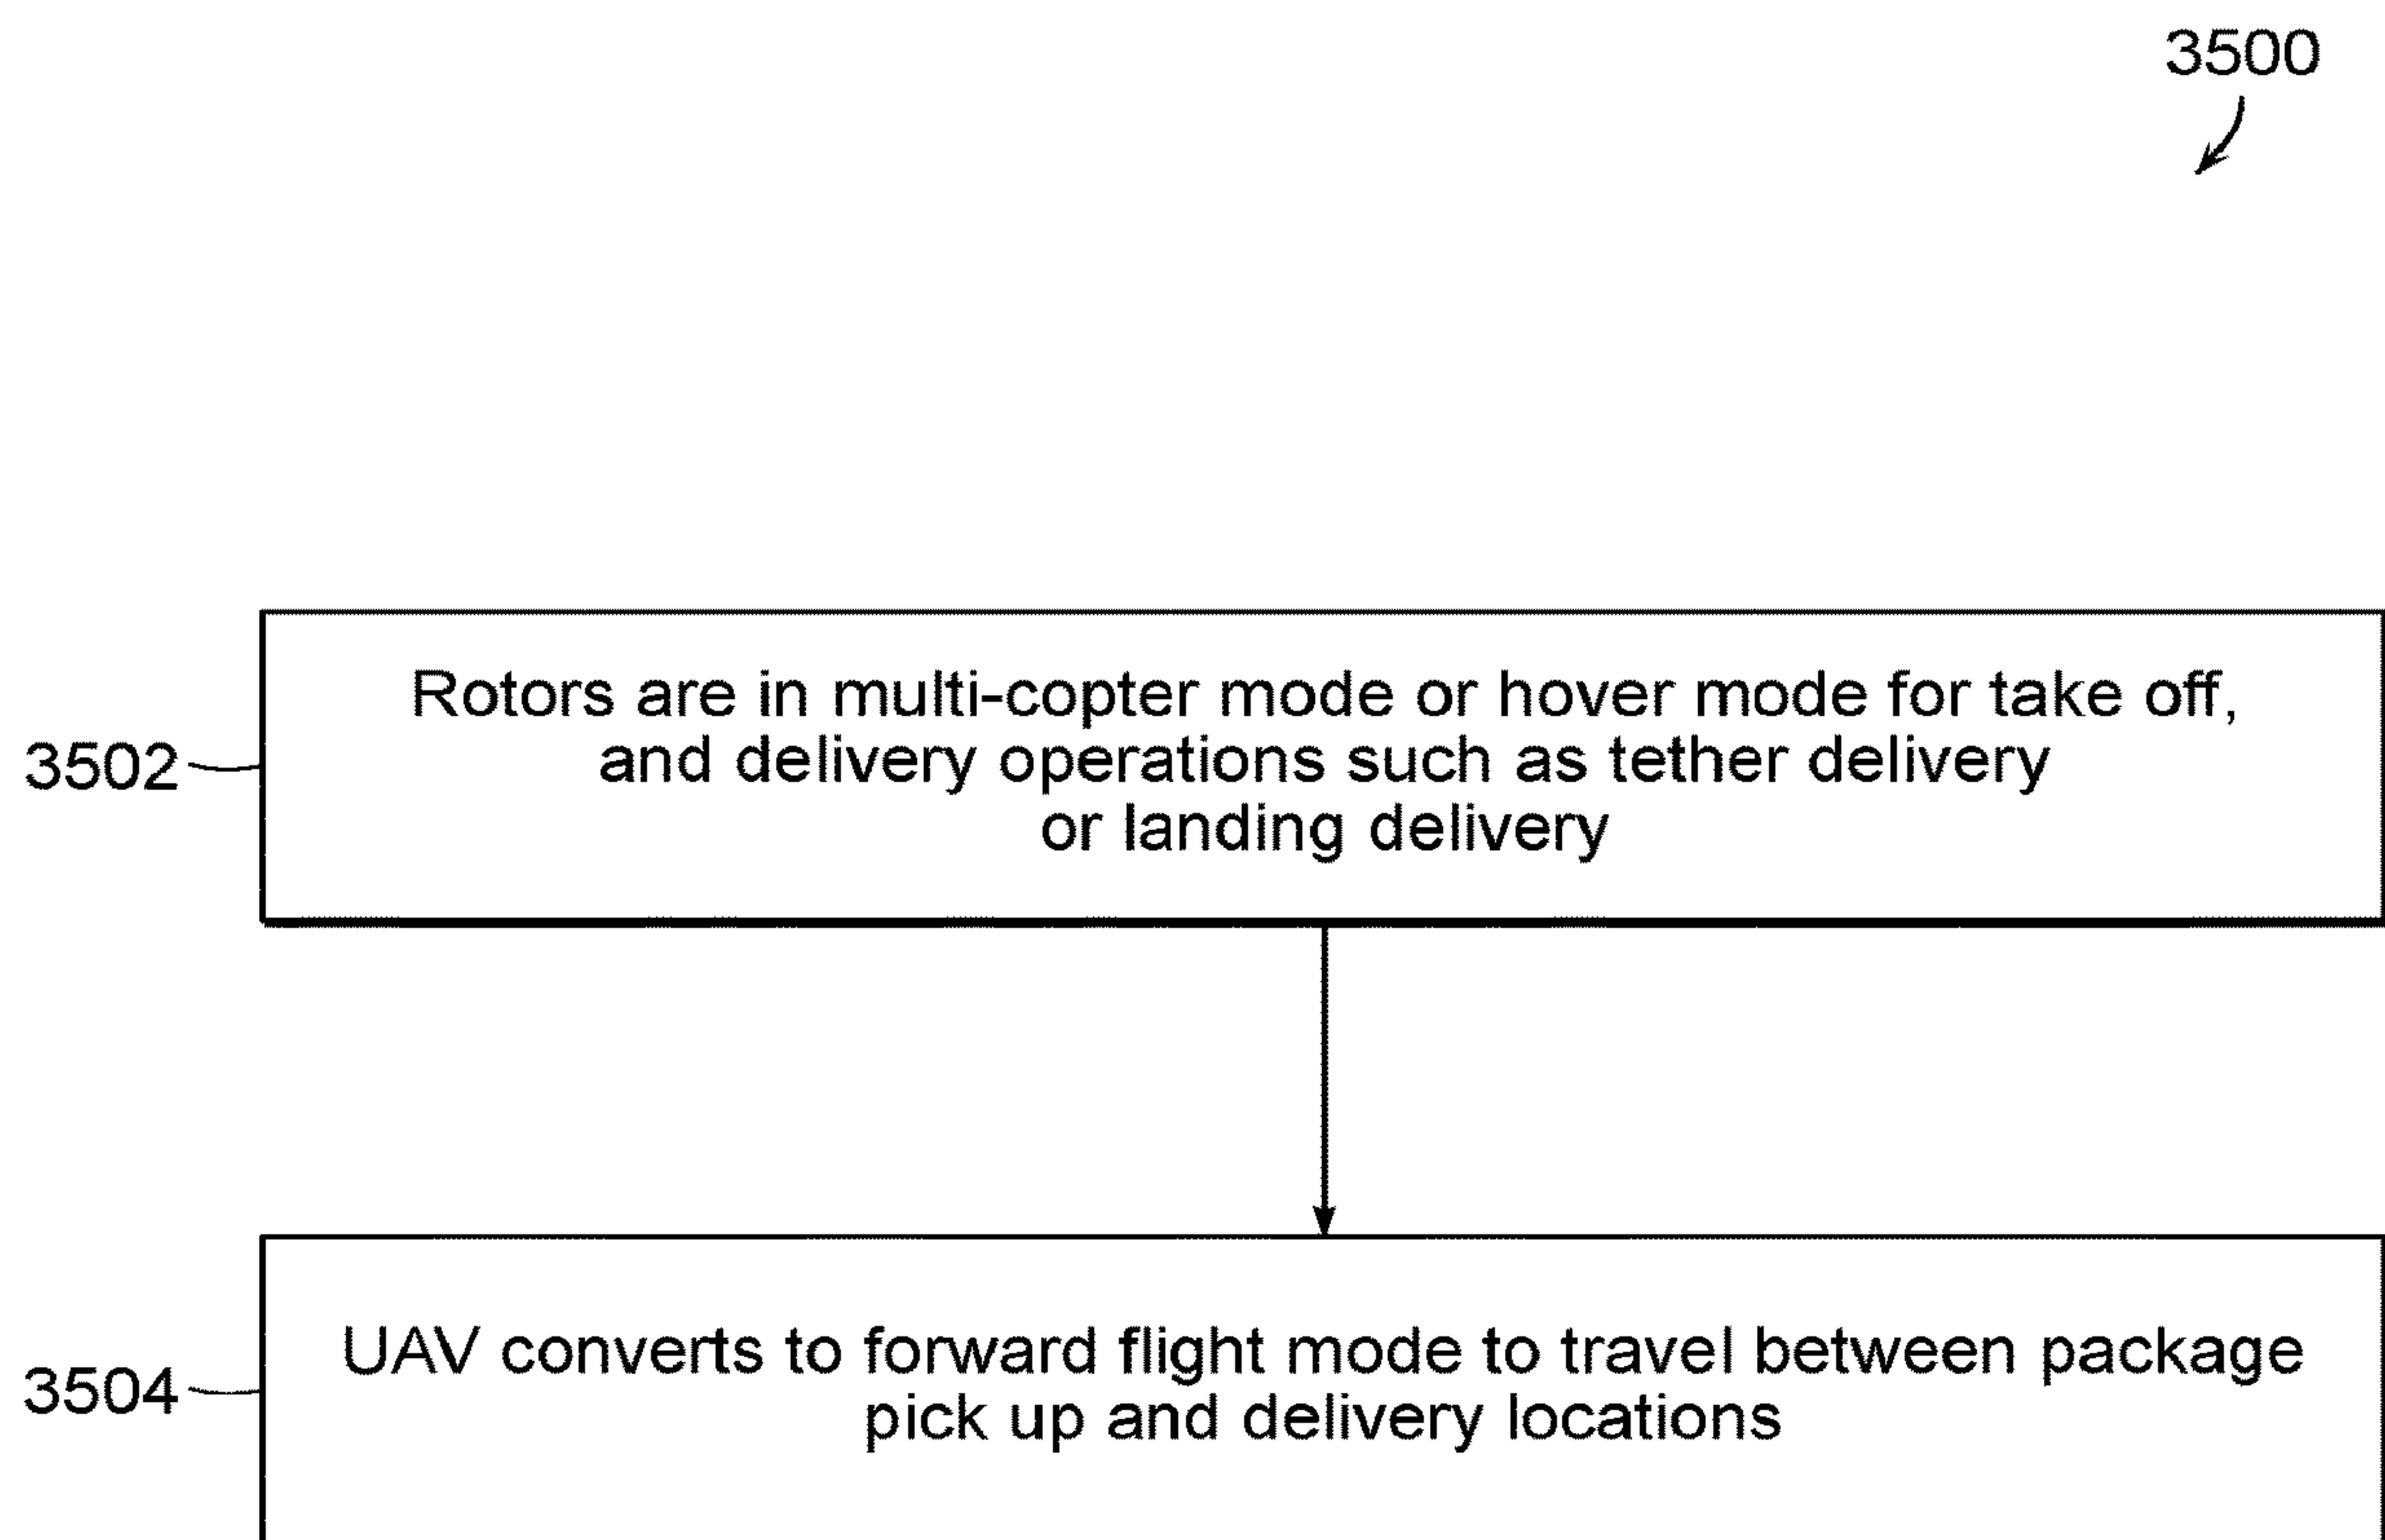 3500
Rotors are in multi-copter mode or hover mode for take off,
and delivery operations such as tether delivery
3502
or landing delivery
UAV converts to forward flight mode to travel between package
3504
pick up and delivery locations